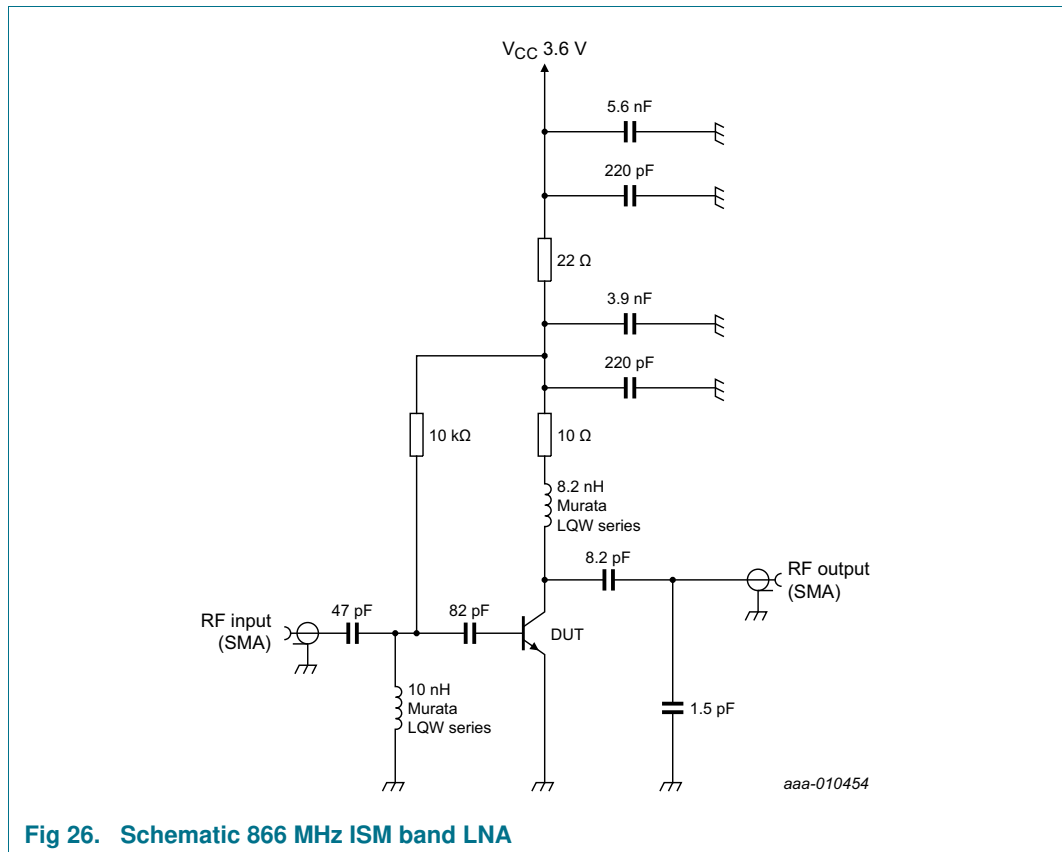 VCC 3.6 V
5.6 nF
220 pF
22 Ω
3.9 nF
220 pF
10 kΩ
10 Ω
8.2 nH
Murata
LQW series
8.2 pF
RF output
(SMA)
RF input
(SMA)
47 pF
82 pF
DUT
10 nH
Murata
LQW series
1.5 pF
aaa-010454
Fig 26. Schematic 866 MHz ISM band LNA